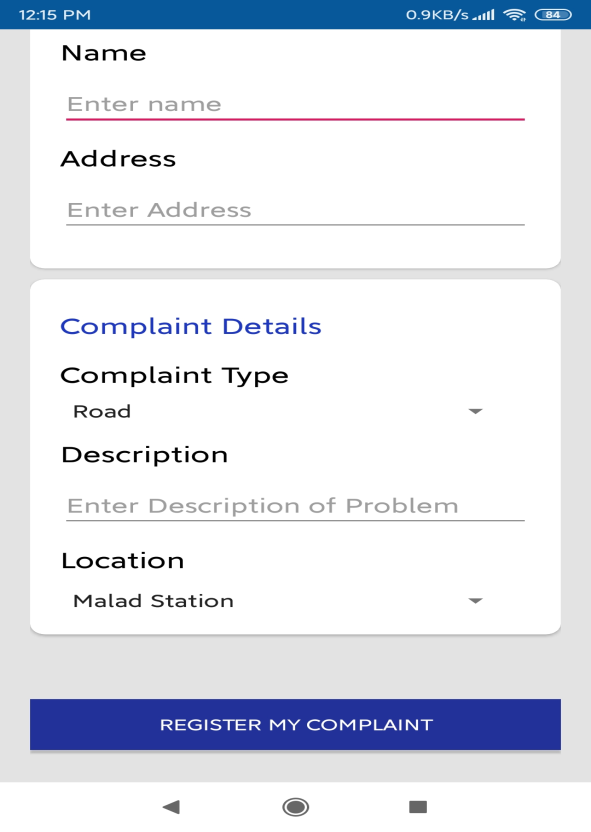 12:15 PM 0.9KB/s 84
Name
Enter name
Address
Enter Address
Complaint Details
Complaint Type
Road
Description
Enter Description of Problem
Location
Malad Station
REGISTER MY COMPLAINT